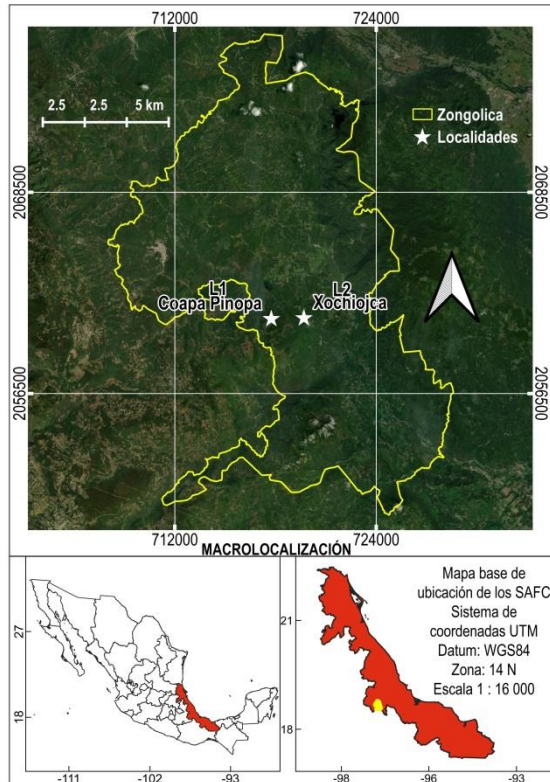 712000 724000
2.5 2.5 5 km
Zongolica
Localidades
2068500 2068500
L1 L2
Coapa Pinopa Xochiojca
2056500 2056500
712000 724000
MACROLOCALIZACIÓN
27
18
-111 -102 -93
21
18
-98 -96 -93
Mapa base de
ubicación de los SAFC
Sistema de
coordenadas UTM
Datum: WGS84
Zona: 14 N
Escala 1 : 16 000